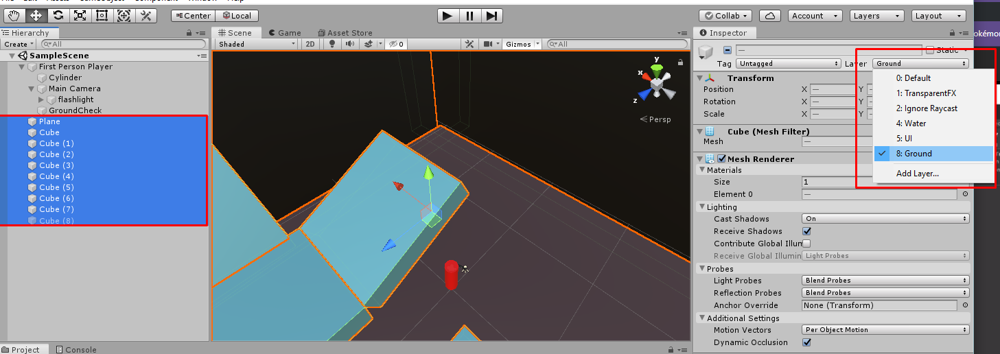 Center Local Collab Account Layers Layout
Hierarchy Scene Game Asset Store Inspector
Create All Shaded 2D 0 Gizmos All
SampleScene
First Person Player
Cylinder
Main Camera
flashlight
GroundCheck
Plane
Cube
Cube (1)
Cube (2)
Cube (3)
Cube (4)
Cube (5)
Cube (6)
Cube (7)
Cube (8)
y
x
z
Persp
— Static
Tag Untagged Layer Ground
0: Default
1: TransparentFX
2: Ignore Raycast
4: Water
5: UI
8: Ground
Add Layer...
Transform
Position X — Y
Rotation X — Y
Scale X — Y
Cube (Mesh Filter)
Mesh —
Mesh Renderer
Materials
Size 1
Element 0 —
Lighting
Cast Shadows On
Receive Shadows
Contribute Global Illum
Receive Global Illumin Light Probes
Probes
Light Probes Blend Probes
Reflection Probes Blend Probes
Anchor Override None (Transform)
Additional Settings
Motion Vectors Per Object Motion
Dynamic Occlusion
Project Console
okémon